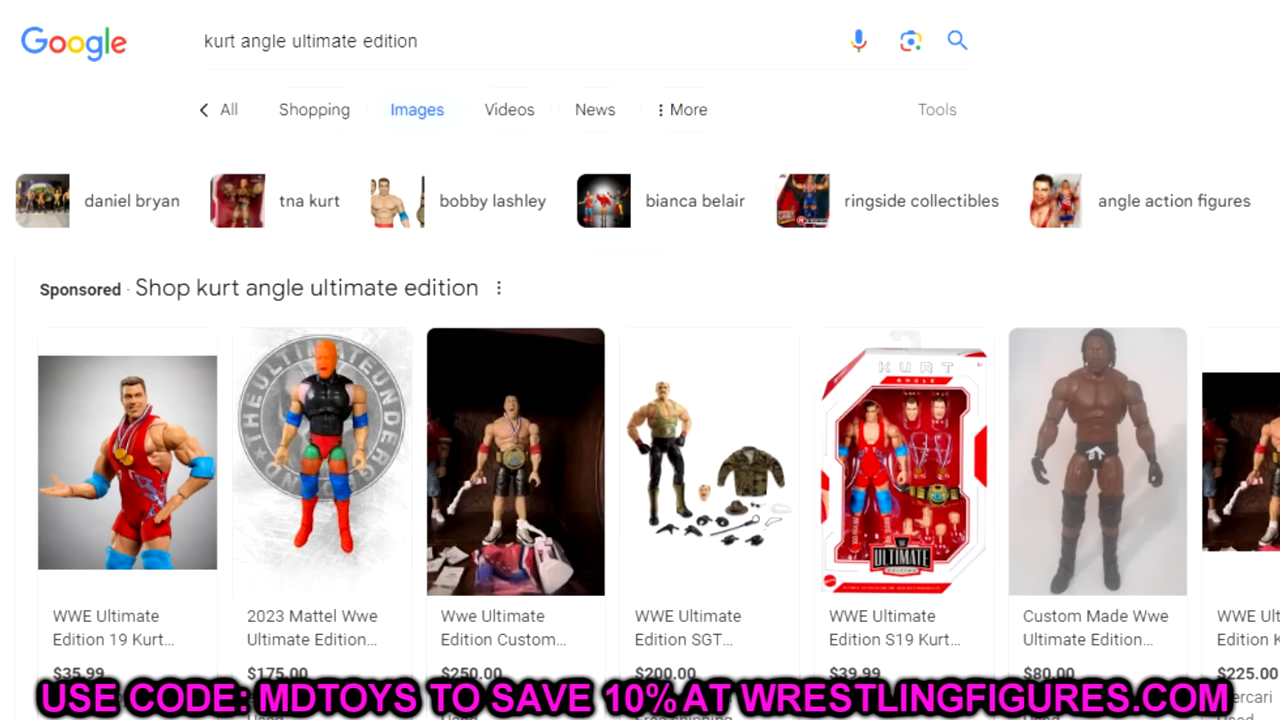 Google
kurt angle ultimate edition
All Shopping Images Videos News More Tools
daniel bryan tna kurt bobby lashley bianca belair ringside collectibles angle action figures
Sponsored · Shop kurt angle ultimate edition
KURT
ANGLE
ULTIMATE
WWE Ultimate
Edition 19 Kurt...
$35.99
2023 Mattel Wwe
Ultimate Edition...
$175.00
Wwe Ultimate
Edition Custom...
$250.00
WWE Ultimate
Edition SGT...
$200.00
WWE Ultimate
Edition S19 Kurt...
$39.99
Custom Made Wwe
Ultimate Edition...
$80.00
WWE Ult
Edition K
$225.00
USE CODE: MDTOYS TO SAVE 10% AT WRESTLINGFIGURES.COM